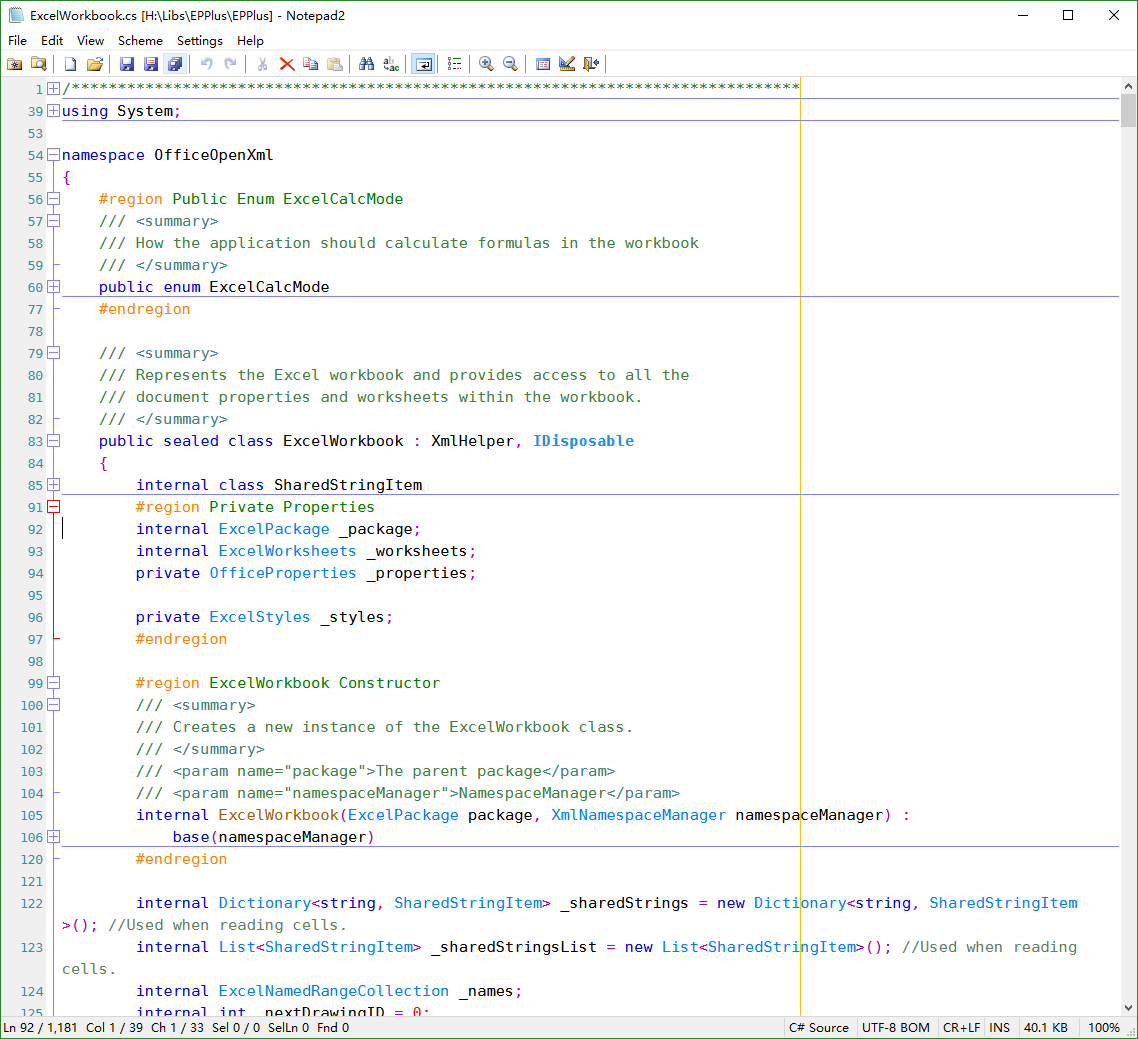 ExcelWorkbook.cs [H:\Libs\EPPlus\EPPlus] - Notepad2
File Edit View Scheme Settings Help
1 /*******************************************************************************
39 using System;
53
54 namespace OfficeOpenXml
55 {
56     #region Public Enum ExcelCalcMode
57     /// <summary>
58     /// How the application should calculate formulas in the workbook
59     /// </summary>
60     public enum ExcelCalcMode
77     #endregion
78
79     /// <summary>
80     /// Represents the Excel workbook and provides access to all the
81     /// document properties and worksheets within the workbook.
82     /// </summary>
83     public sealed class ExcelWorkbook : XmlHelper, IDisposable
84     {
85         internal class SharedStringItem
91         #region Private Properties
92         internal ExcelPackage _package;
93         internal ExcelWorksheets _worksheets;
94         private OfficeProperties _properties;
95
96         private ExcelStyles _styles;
97         #endregion
98
99         #region ExcelWorkbook Constructor
100         /// <summary>
101         /// Creates a new instance of the ExcelWorkbook class.
102         /// </summary>
103         /// <param name="package">The parent package</param>
104         /// <param name="namespaceManager">NamespaceManager</param>
105         internal ExcelWorkbook(ExcelPackage package, XmlNamespaceManager namespaceManager) :
106             base(namespaceManager)
120         #endregion
121
122         internal Dictionary<string, SharedStringItem> _sharedStrings = new Dictionary<string, SharedStringItem
>(); //Used when reading cells.
123         internal List<SharedStringItem> _sharedStringsList = new List<SharedStringItem>(); //Used when reading
cells.
124         internal ExcelNamedRangeCollection _names;
125         internal int _nextDrawingID = 0;
Ln 92 / 1,181 Col 1 / 39 Ch 1 / 33 Sel 0 / 0 SelLn 0 Fnd 0 C# Source UTF-8 BOM CR+LF INS 40.1 KB 100%